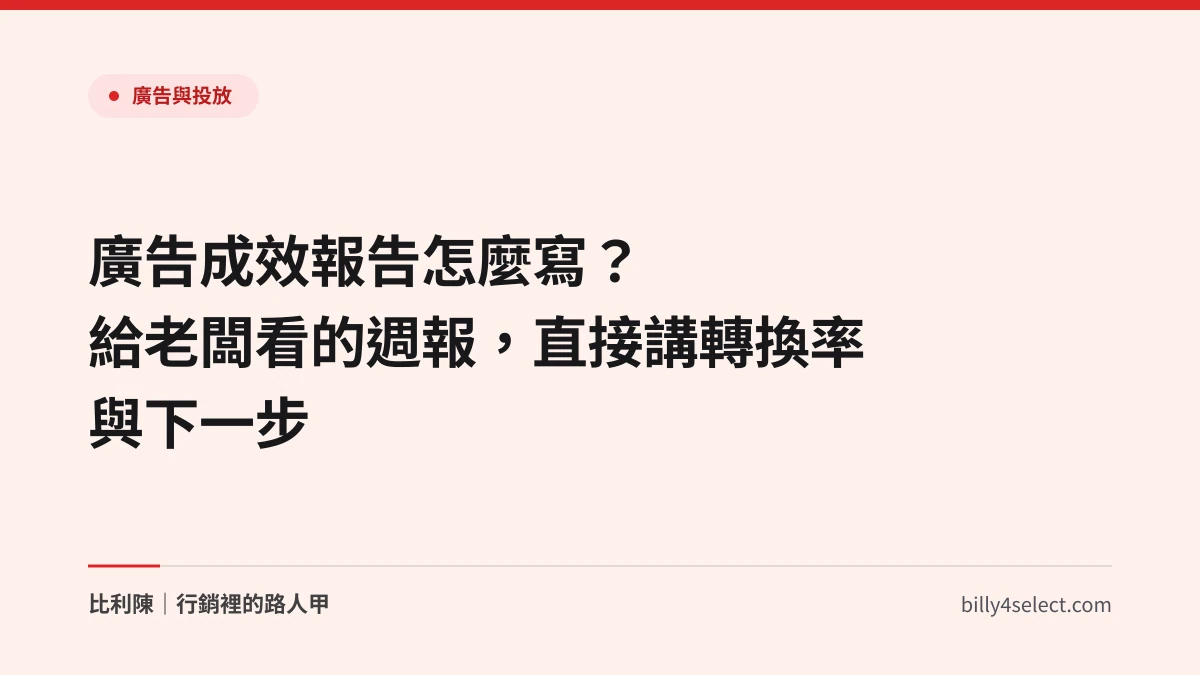 廣告與投放
廣告成效報告怎麼寫？
給老闆看的週報，直接講轉換率
與下一步
比利陳｜行銷裡的路人甲
billy4select.com